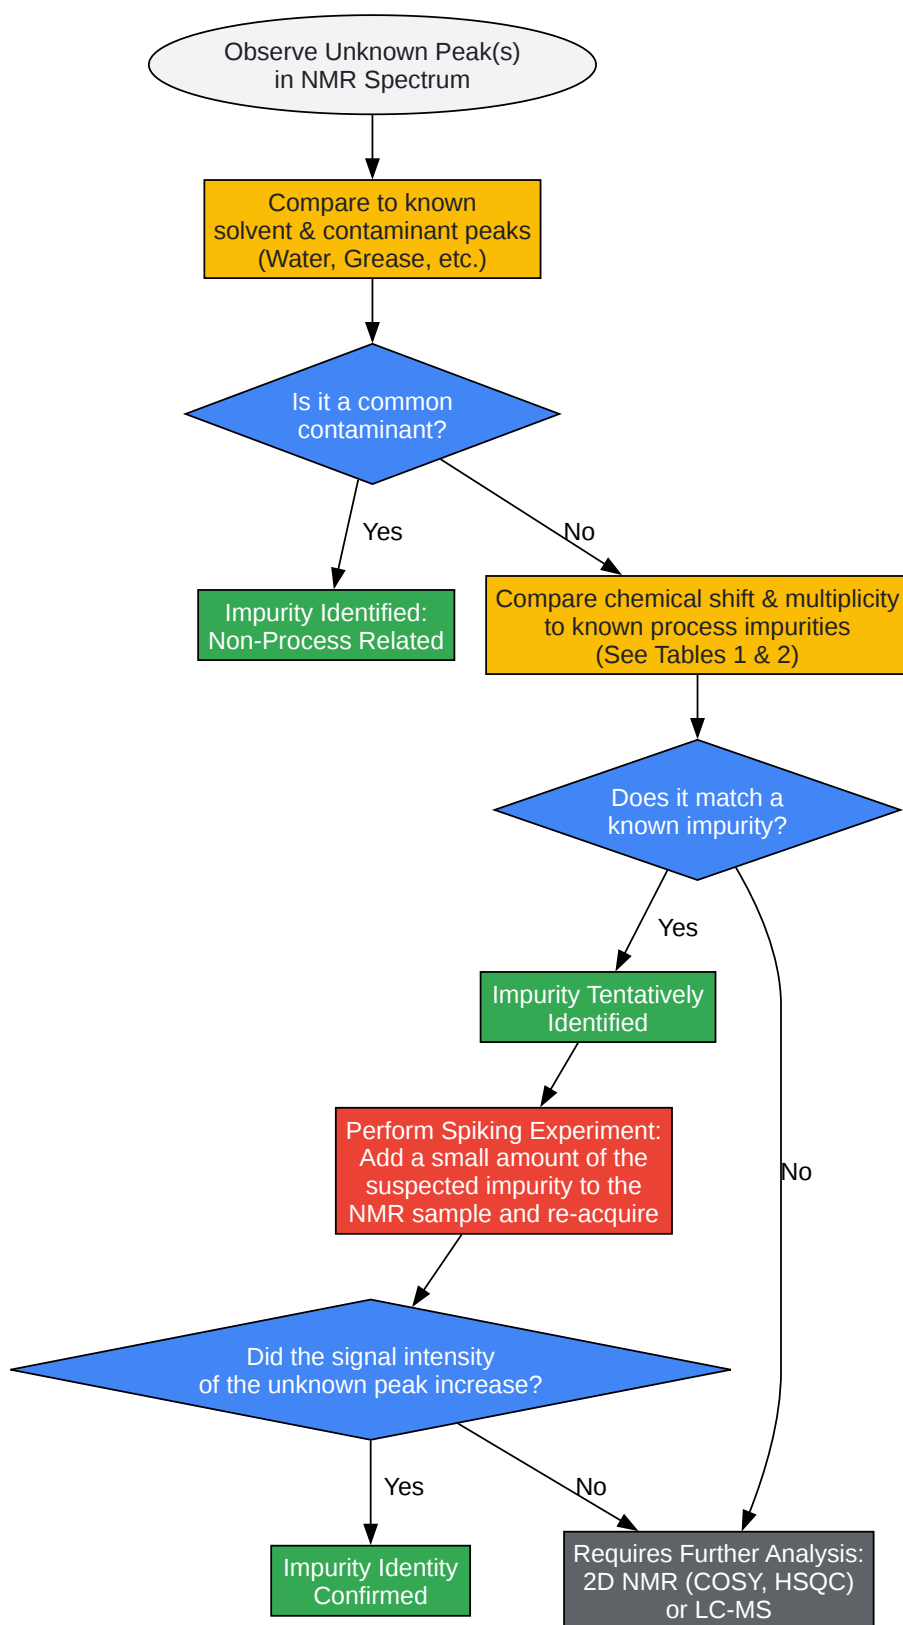 Observe Unknown Peak(s)
in NMR Spectrum
Compare to known
solvent & contaminant peaks
(Water, Grease, etc.)
Is it a common
contaminant?
Yes
No
Impurity Identified:
Non-Process Related
Compare chemical shift & multiplicity
to known process impurities
(See Tables 1 & 2)
Does it match a
known impurity?
Yes
Impurity Tentatively
Identified
Perform Spiking Experiment:
Add a small amount of the
suspected impurity to the
NMR sample and re-acquire
No
Did the signal intensity
of the unknown peak increase?
Yes
No
Impurity Identity
Confirmed
Requires Further Analysis:
2D NMR (COSY, HSQC)
or LC-MS